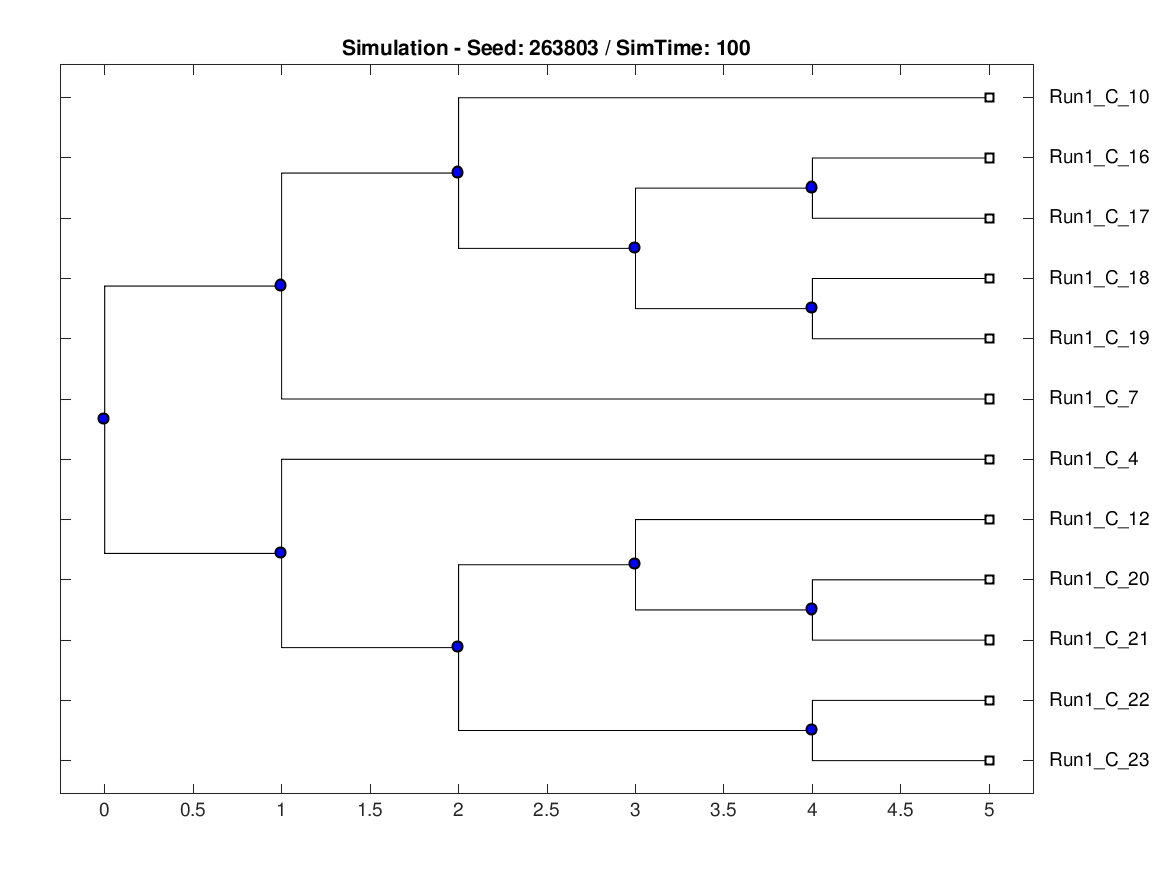 Simulation - Seed: 263803 / SimTime: 100
Run1_C_10
Run1_C_16
Run1_C_17
Run1_C_18
Run1_C_19
Run1_C_7
Run1_C_4
Run1_C_12
Run1_C_20
Run1_C_21
Run1_C_22
Run1_C_23
0 0.5 1 1.5 2 2.5 3 3.5 4 4.5 5